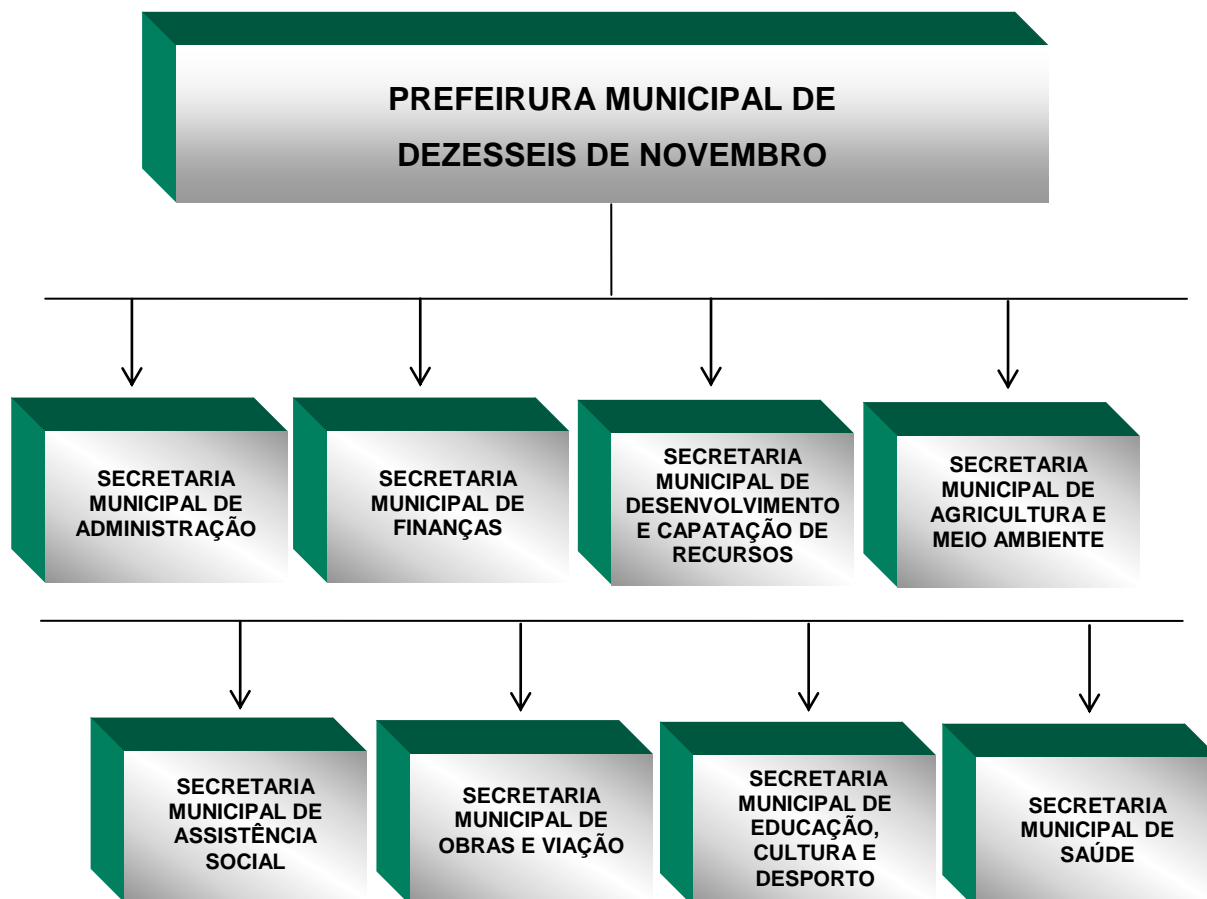 PREFEIRURA MUNICIPAL DE
DEZESSEIS DE NOVEMBRO
SECRETARIA
MUNICIPAL DE
ADMINISTRAÇÃO
SECRETARIA
MUNICIPAL DE
FINANÇAS
SECRETARIA
MUNICIPAL DE
DESENVOLVIMENTO
E CAPATAÇÃO DE
RECURSOS
SECRETARIA
MUNICIPAL DE
AGRICULTURA E
MEIO AMBIENTE
SECRETARIA
MUNICIPAL DE
ASSISTÊNCIA
SOCIAL
SECRETARIA
MUNICIPAL DE
OBRAS E VIAÇÃO
SECRETARIA
MUNICIPAL DE
EDUCAÇÃO,
CULTURA E
DESPORTO
SECRETARIA
MUNICIPAL DE
SAÚDE